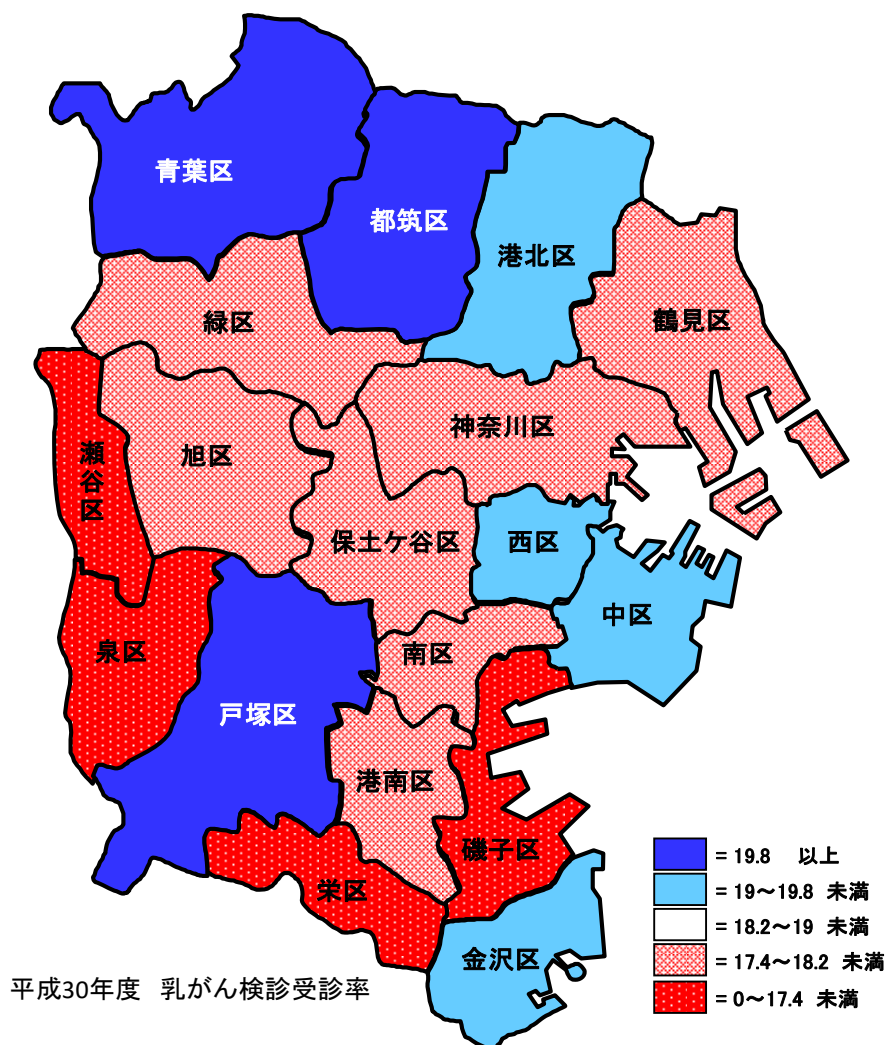 青葉区
都筑区
港北区
鶴見区
緑区
神奈川区
瀬谷区
旭区
保土ケ谷区
西区
中区
泉区
南区
戸塚区
港南区
磯子区
栄区
金沢区
= 19.8 以上
= 19～19.8 未満
= 18.2～19 未満
= 17.4～18.2 未満
= 0～17.4 未満
平成30年度 乳がん検診受診率